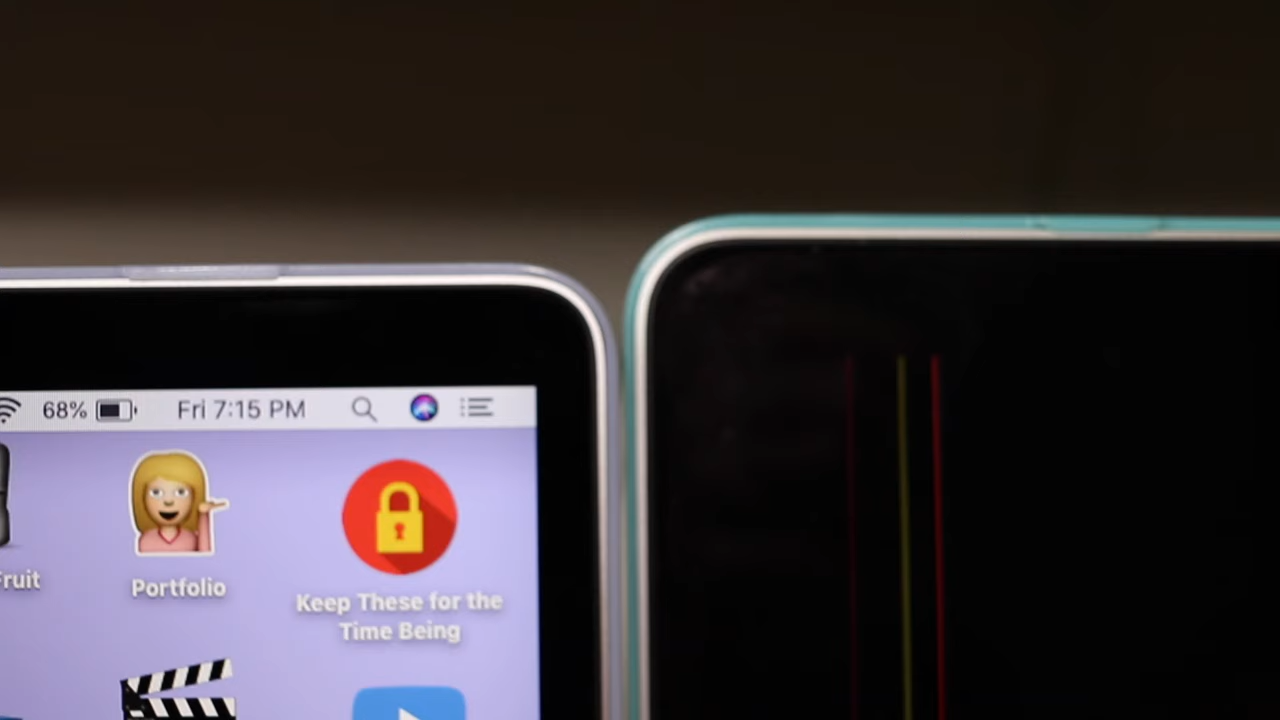 68% Fri 7:15 PM
Fruit
Portfolio
Keep These for the
Time Being